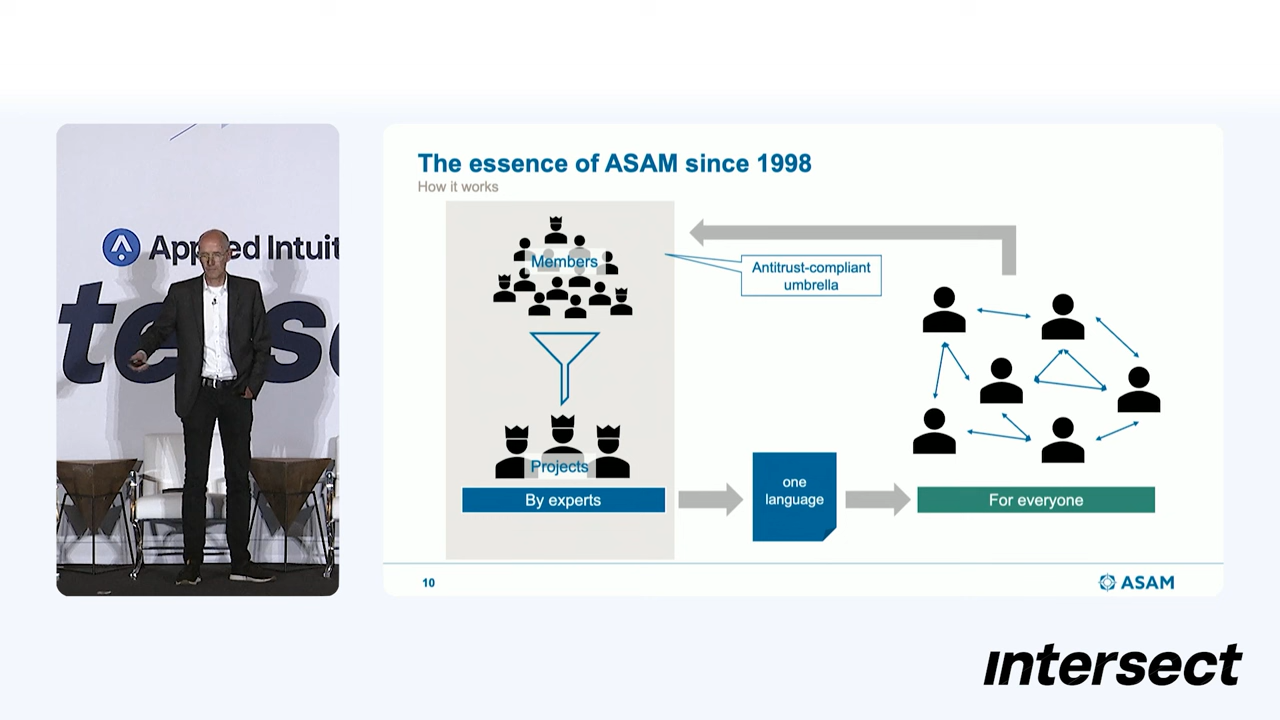 Applied Intuit
The essence of ASAM since 1998
How it works
Members
Antitrust-compliant
umbrella
Projects
By experts
one
language
For everyone
10
ASAM
intersect